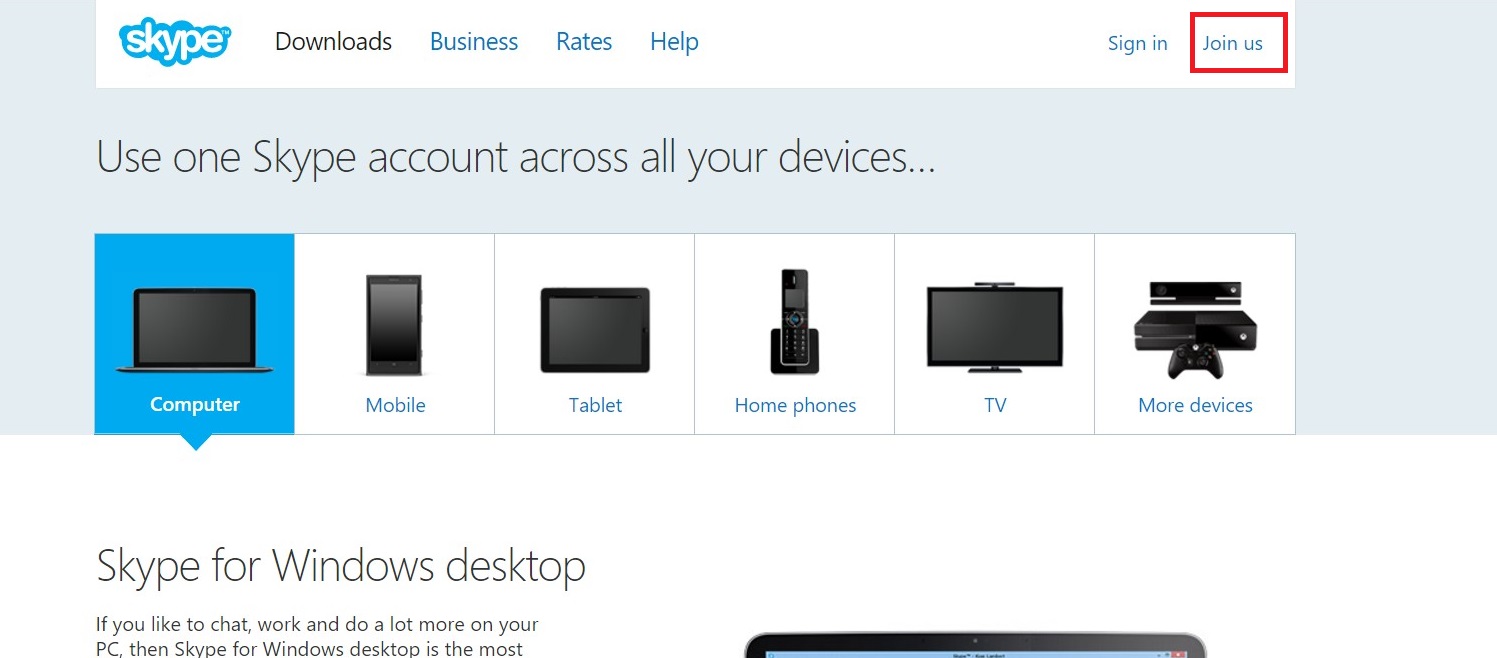 skype™ Downloads Business Rates Help Sign in Join us
Use one Skype account across all your devices...
Computer Mobile Tablet Home phones TV More devices
Skype for Windows desktop
If you like to chat, work and do a lot more on your
PC, then Skype for Windows desktop is the most